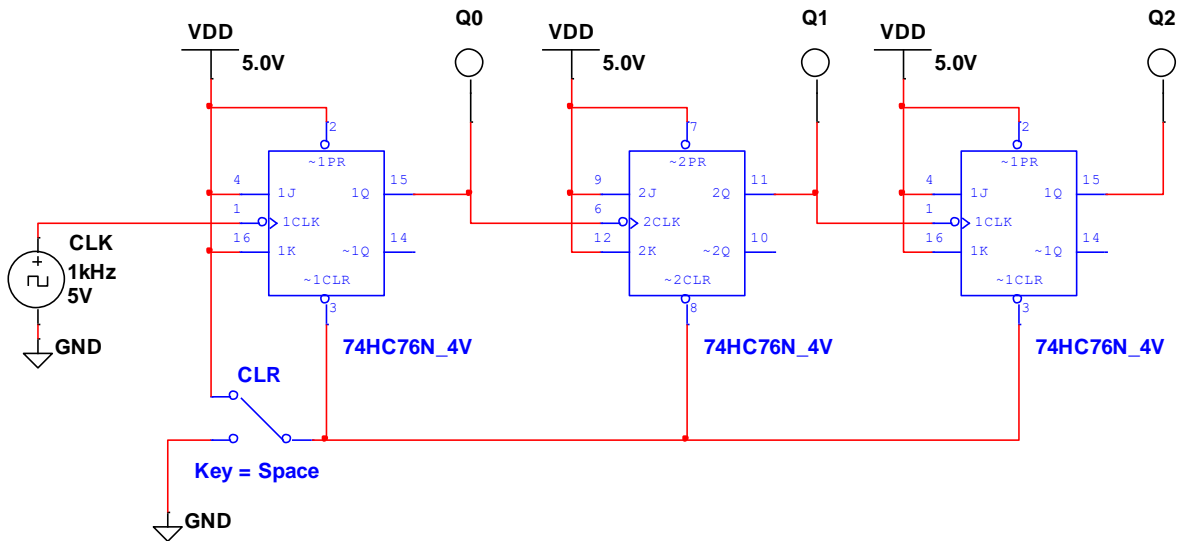 Q0
Q1
Q2
VDD
VDD
VDD
5.0V
5.0V
5.0V
2
7
2
~1PR
~2PR
~1PR
4
1J
1Q
15
9
2J
2Q
11
4
1J
1Q
15
1
1CLK
6
2CLK
1
1CLK
16
1K
~1Q
14
12
2K
~2Q
10
16
1K
~1Q
14
~1CLR
~2CLR
~1CLR
3
8
3
CLK
1kHz
5V
GND
74HC76N_4V
74HC76N_4V
74HC76N_4V
CLR
Key = Space
GND